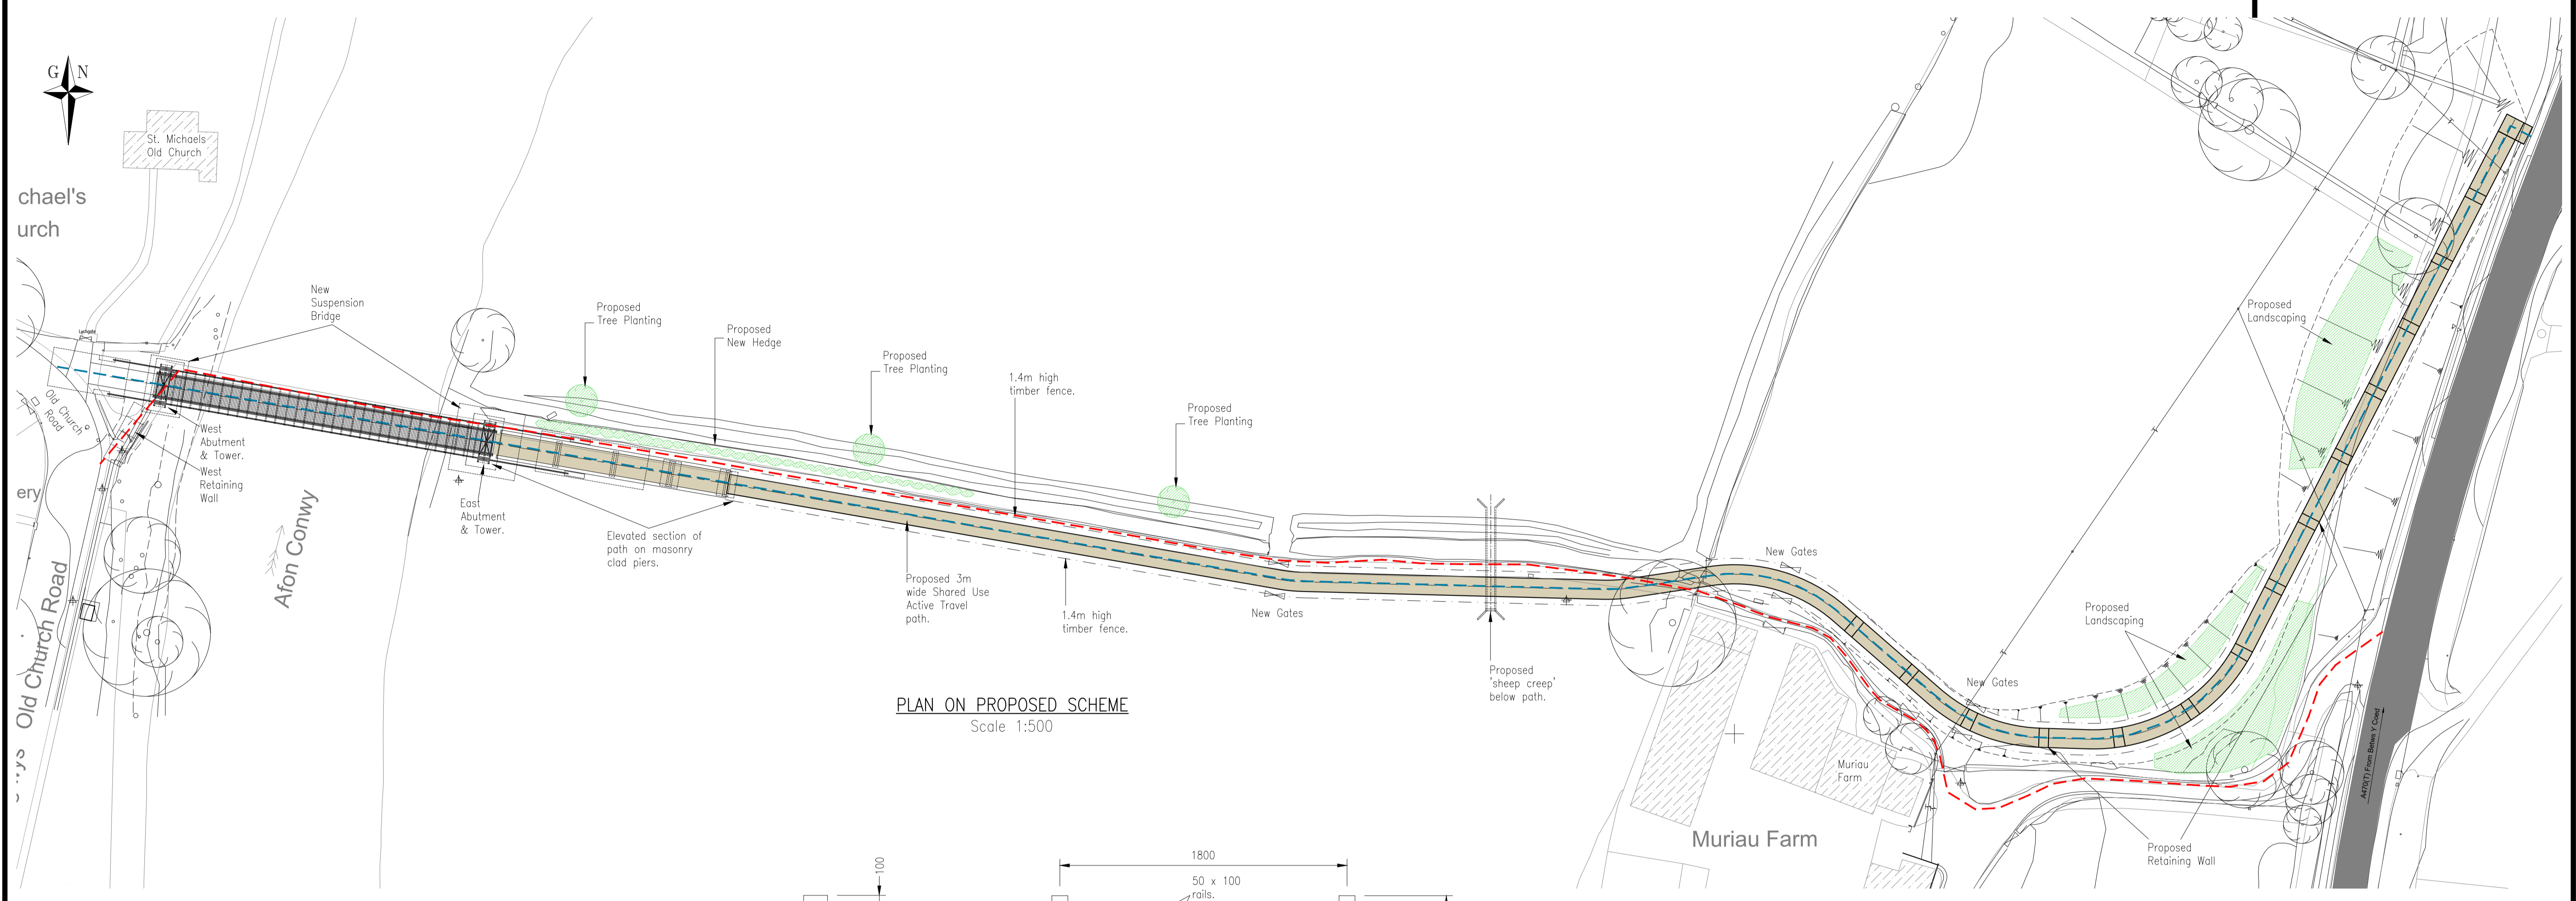 G N
St. Michaels
Old Church
chael's
urch
Lychgate
New
Suspension
Bridge
Proposed
Tree Planting
Proposed
New Hedge
Proposed
Tree Planting
1.4m high
timber fence.
Proposed
Tree Planting
Old Church
Road
West
Abutment
& Tower.
West
Retaining
Wall
ery
Old Church Road
Afon Conwy
East
Abutment
& Tower.
Elevated section of
path on masonry
clad piers.
Proposed 3m
wide Shared Use
Active Travel
path.
1.4m high
timber fence.
New Gates
Proposed
'sheep creep'
below path.
New Gates
New Gates
Proposed
Landscaping
Proposed
Landscaping
Muriau
Farm
Muriau Farm
Proposed
Retaining Wall
A470(T) From Betws Y Coed
PLAN ON PROPOSED SCHEME
Scale 1:500
100
1800
50 x 100
rails.